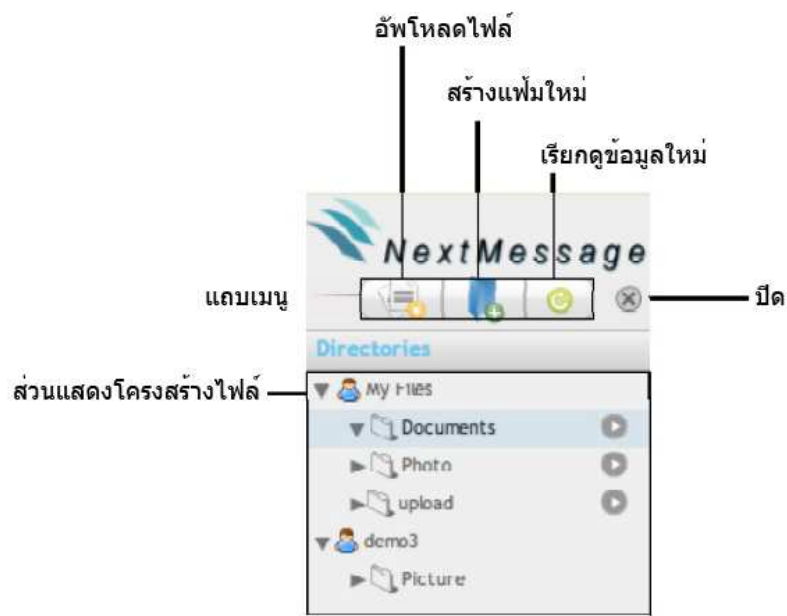 อัพโหลดไฟล์
สร้างแฟ้มใหม่
เรียกดูข้อมูลใหม่
NextMessage
แถบเมนู
ปิด
Directories
ส่วนแสดงโครงสร้างไฟล์
My Files
Documents
Photo
upload
demo3
Picture